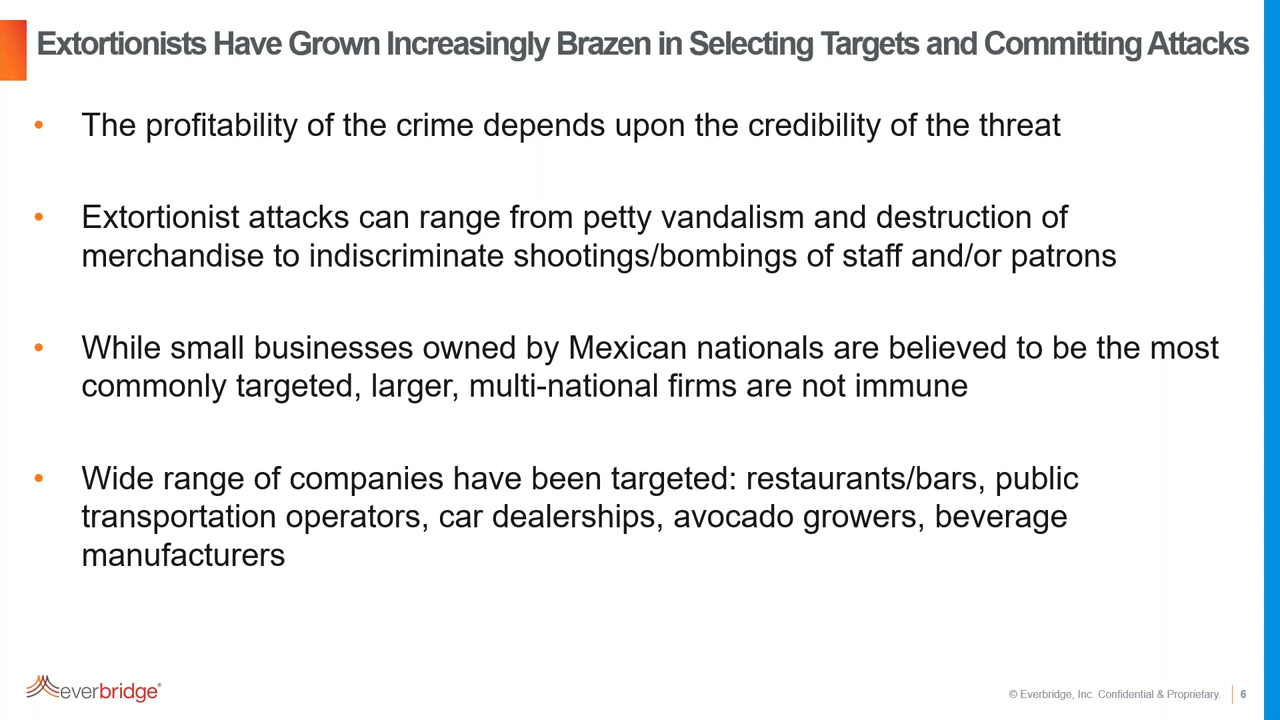 Extortionists Have Grown Increasingly Brazen in Selecting Targets and Committing Attacks
• The profitability of the crime depends upon the credibility of the threat
• Extortionist attacks can range from petty vandalism and destruction of
merchandise to indiscriminate shootings/bombings of staff and/or patrons
• While small businesses owned by Mexican nationals are believed to be the most
commonly targeted, larger, multi-national firms are not immune
• Wide range of companies have been targeted: restaurants/bars, public
transportation operators, car dealerships, avocado growers, beverage
manufacturers
everbridge®
© Everbridge, Inc. Confidential & Proprietary. | 6